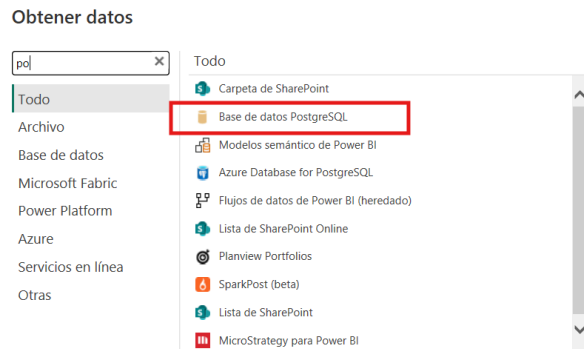 Obtener datos
po
Todo
Archivo
Base de datos
Microsoft Fabric
Power Platform
Azure
Servicios en línea
Otras
Todo
Carpeta de SharePoint
Base de datos PostgreSQL
Modelos semántico de Power BI
Azure Database for PostgreSQL
Flujos de datos de Power BI (heredado)
Lista de SharePoint Online
Planview Portfolios
SparkPost (beta)
Lista de SharePoint
MicroStrategy para Power BI